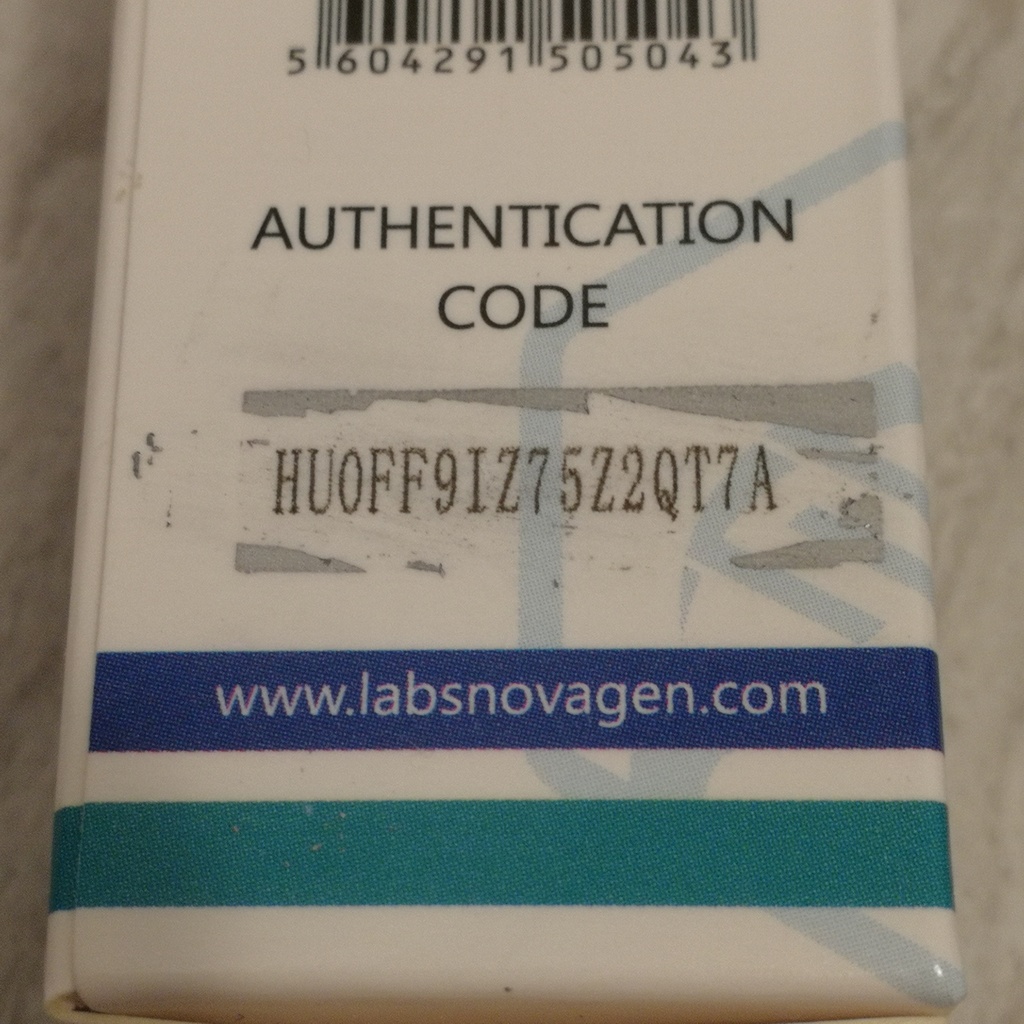 5 604291 505043
AUTHENTICATION
CODE
HU0FF9IZ75Z2QT7A
www.labsnovagen.com